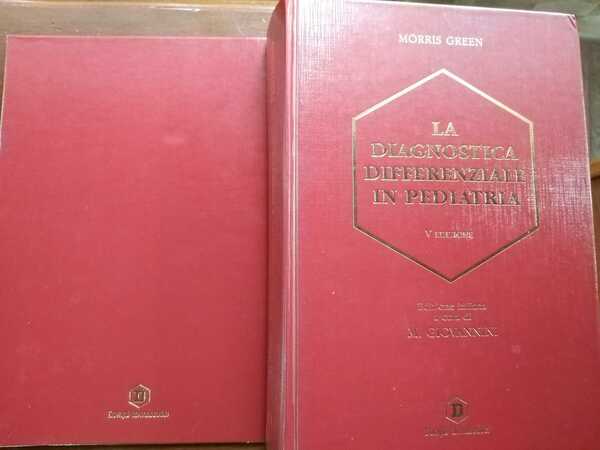 MORRIS GREEN
LA
DIAGNOSTICA
DIFFERENZIALE
IN PEDIATRIA
V EDIZIONE
Edizione italiana
a cura di
M. GIOVANNINI
D
D